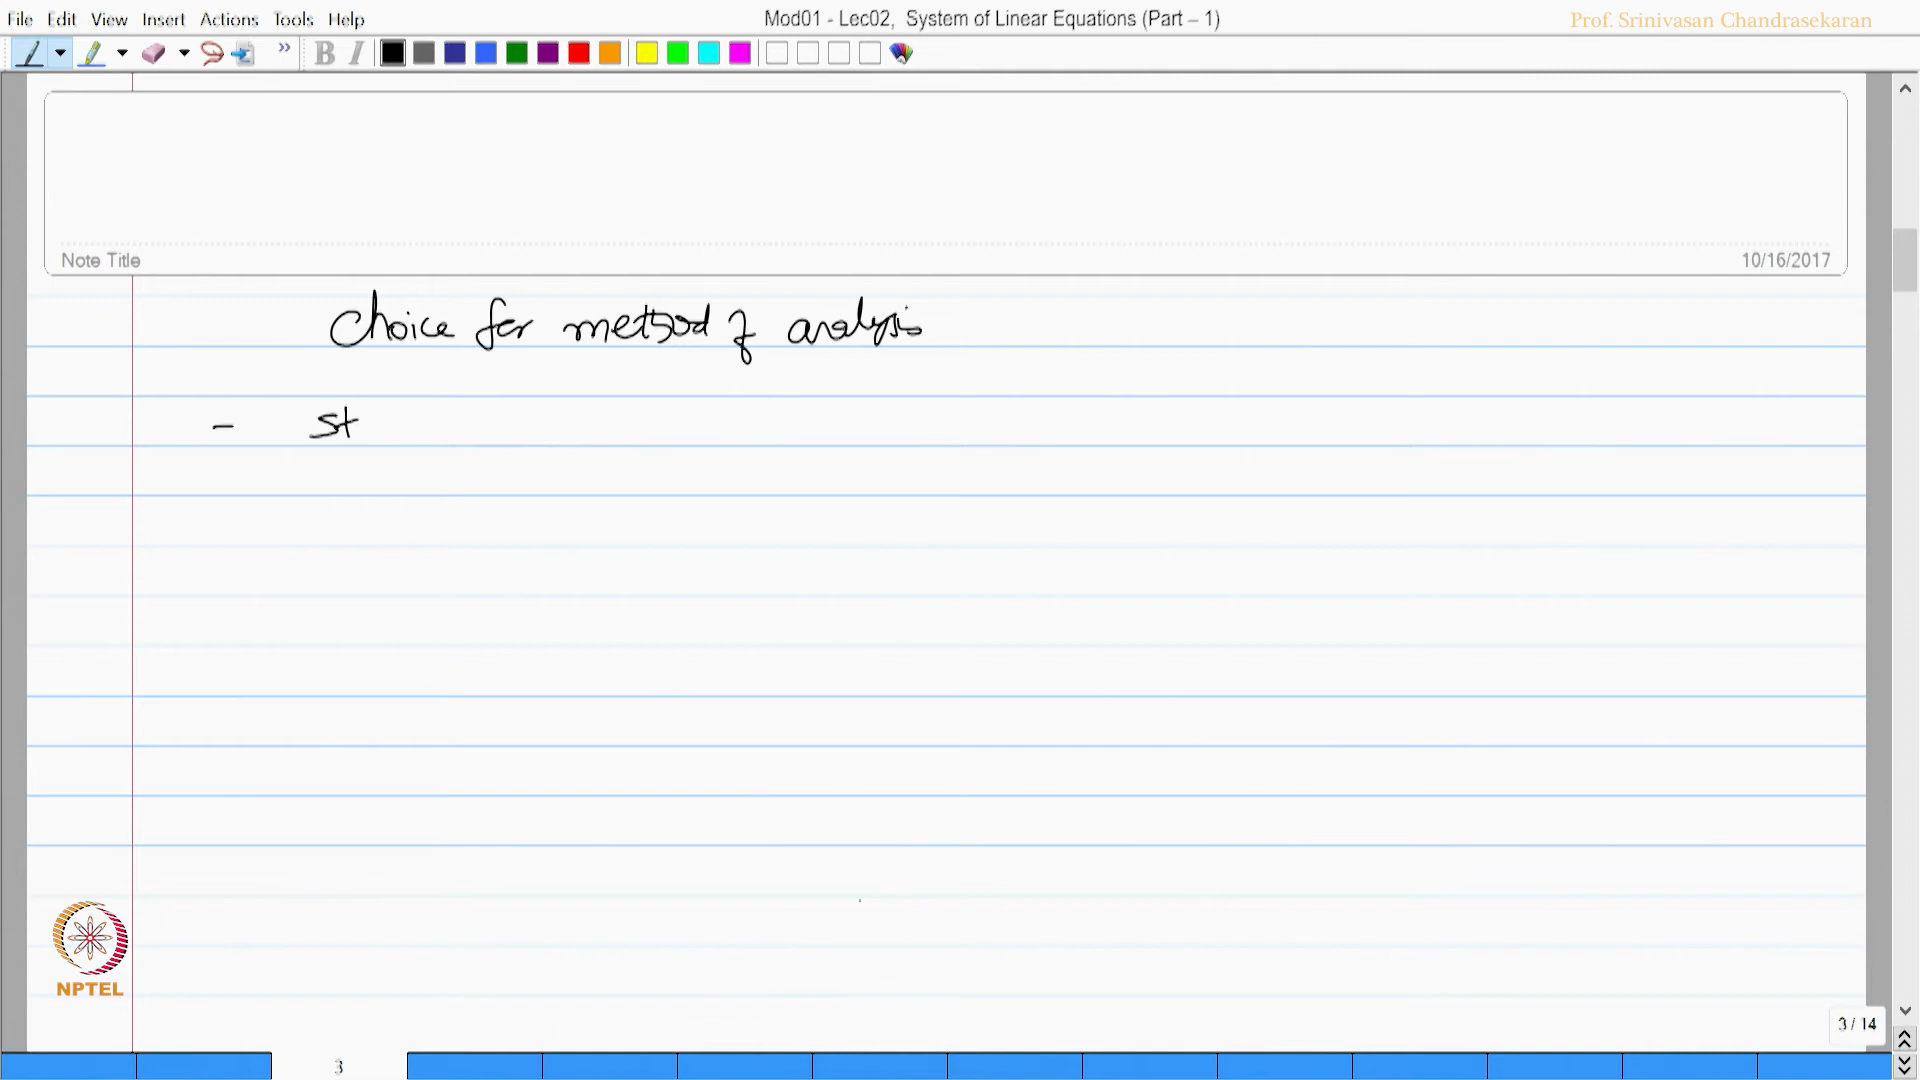 File Edit View Insert Actions Tools Help
Mod01 - Lec02, System of Linear Equations (Part – 1)
Prof. Srinivasan Chandrasekaran
» B I
Note Title
10/16/2017
Choice for method of analysis
- St
NPTEL
3 / 14
3